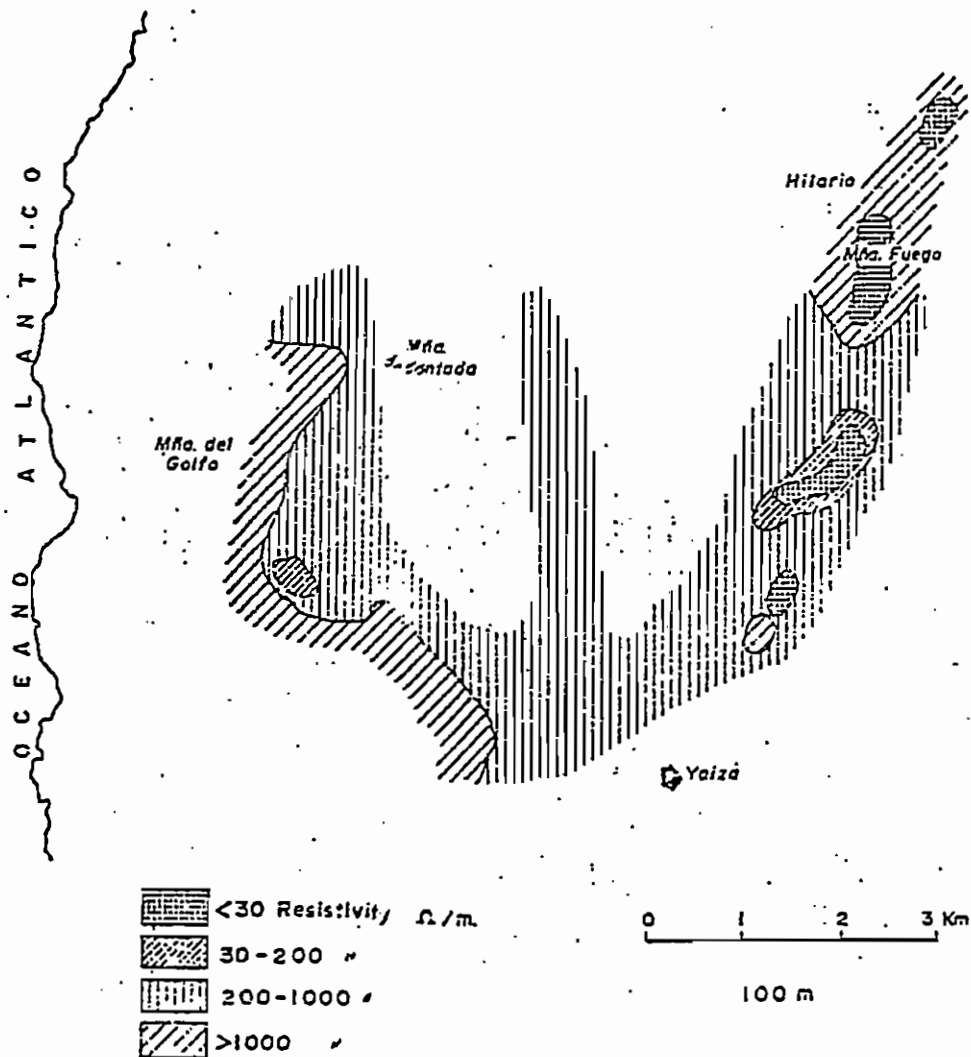 OCEANO ATLANTICO
Hilario
Mña. Fuego
Mña.
Mña. del
Golfo
Yaiza
<30 Resistivity Ω/m.
30-200 "
200-1000 "
>1000 "
0 1 2 3 Km
100 m